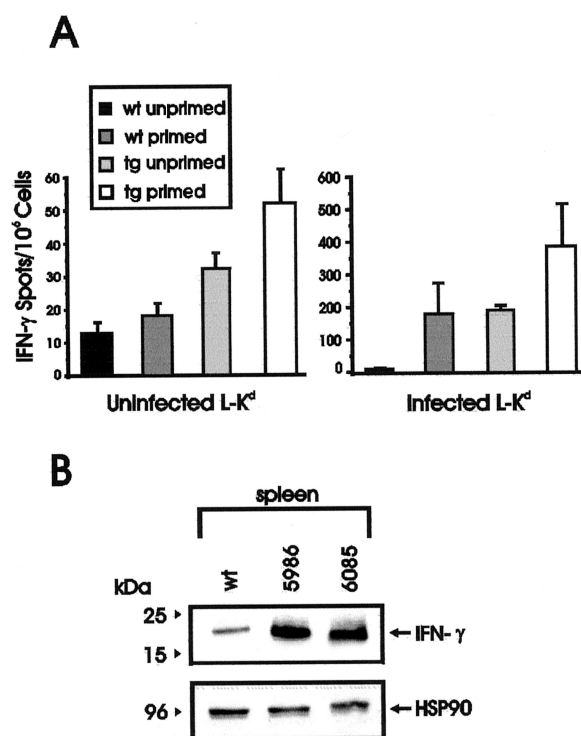 A
wt unprimed
wt primed
tg unprimed
tg primed
IFN-γ Spots/10⁶ Cells
60
50
40
30
20
10
0
Uninfected L-Kᵈ
600
500
400
300
200
100
0
Infected L-Kᵈ
B
spleen
kDa
wt
5986
6085
25
15
IFN-γ
96
HSP90